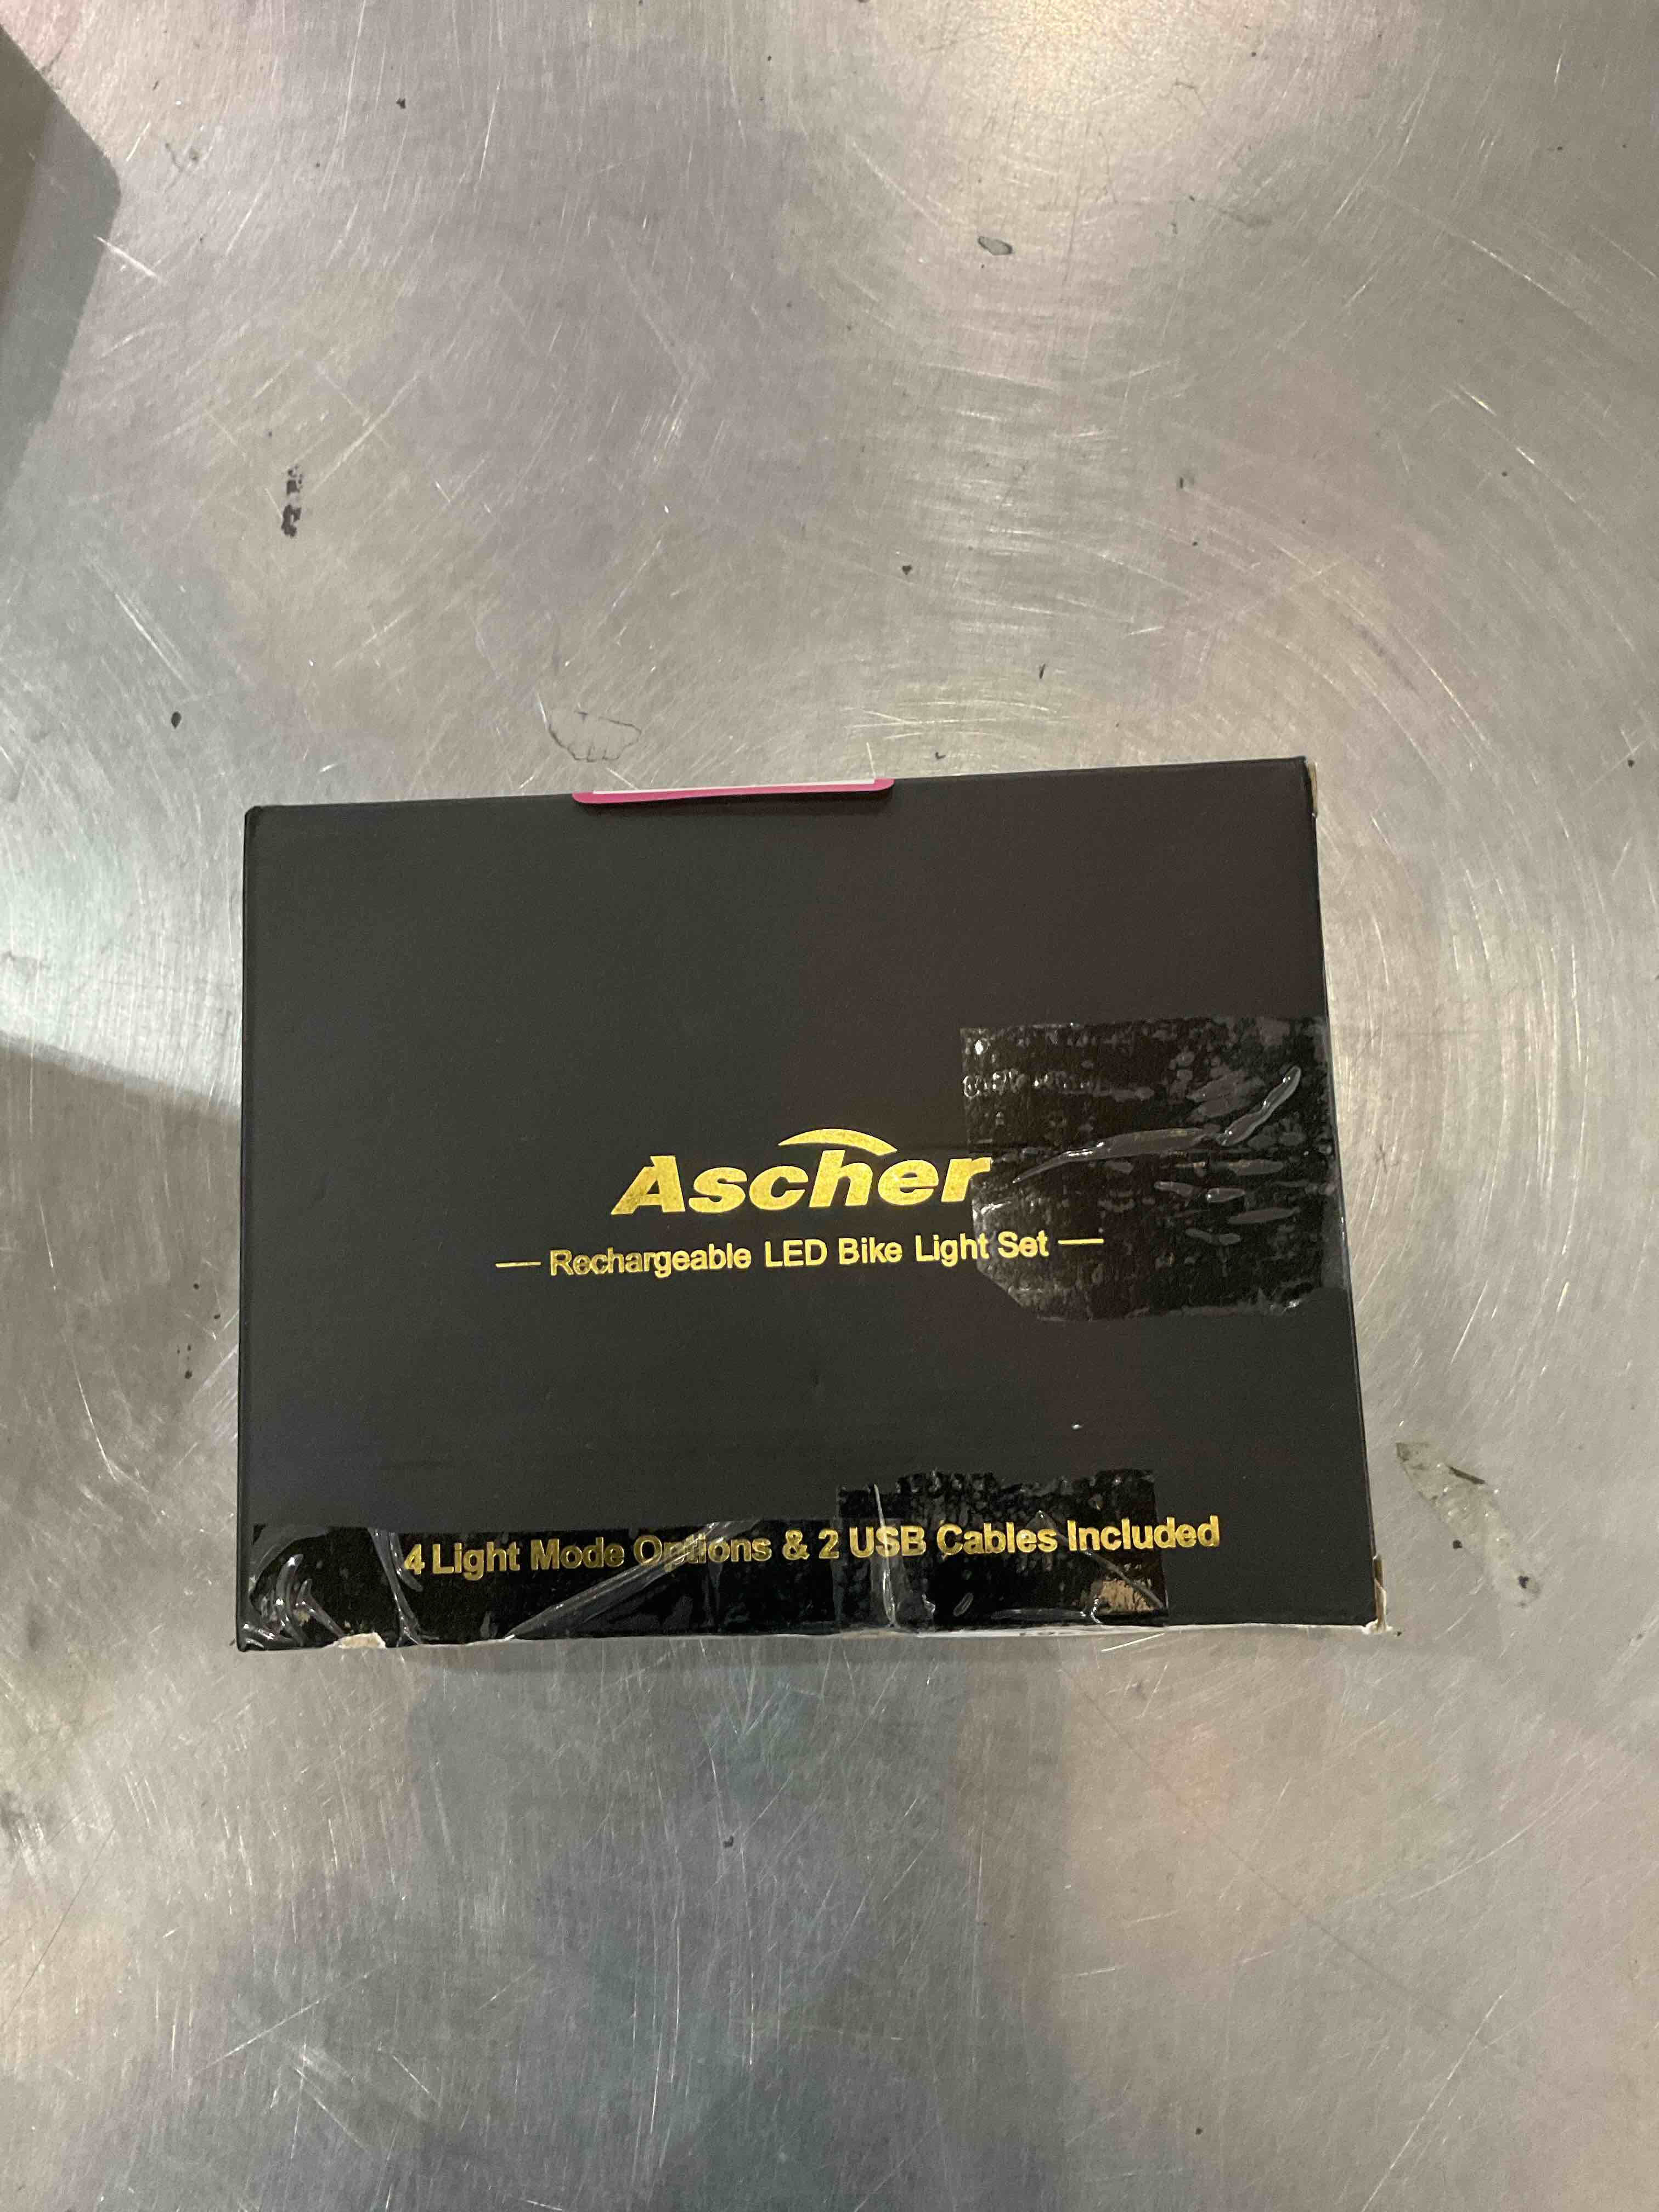 Ascher
— Rechargeable LED Bike Light Set —
4 Light Mode Options & 2 USB Cables Included